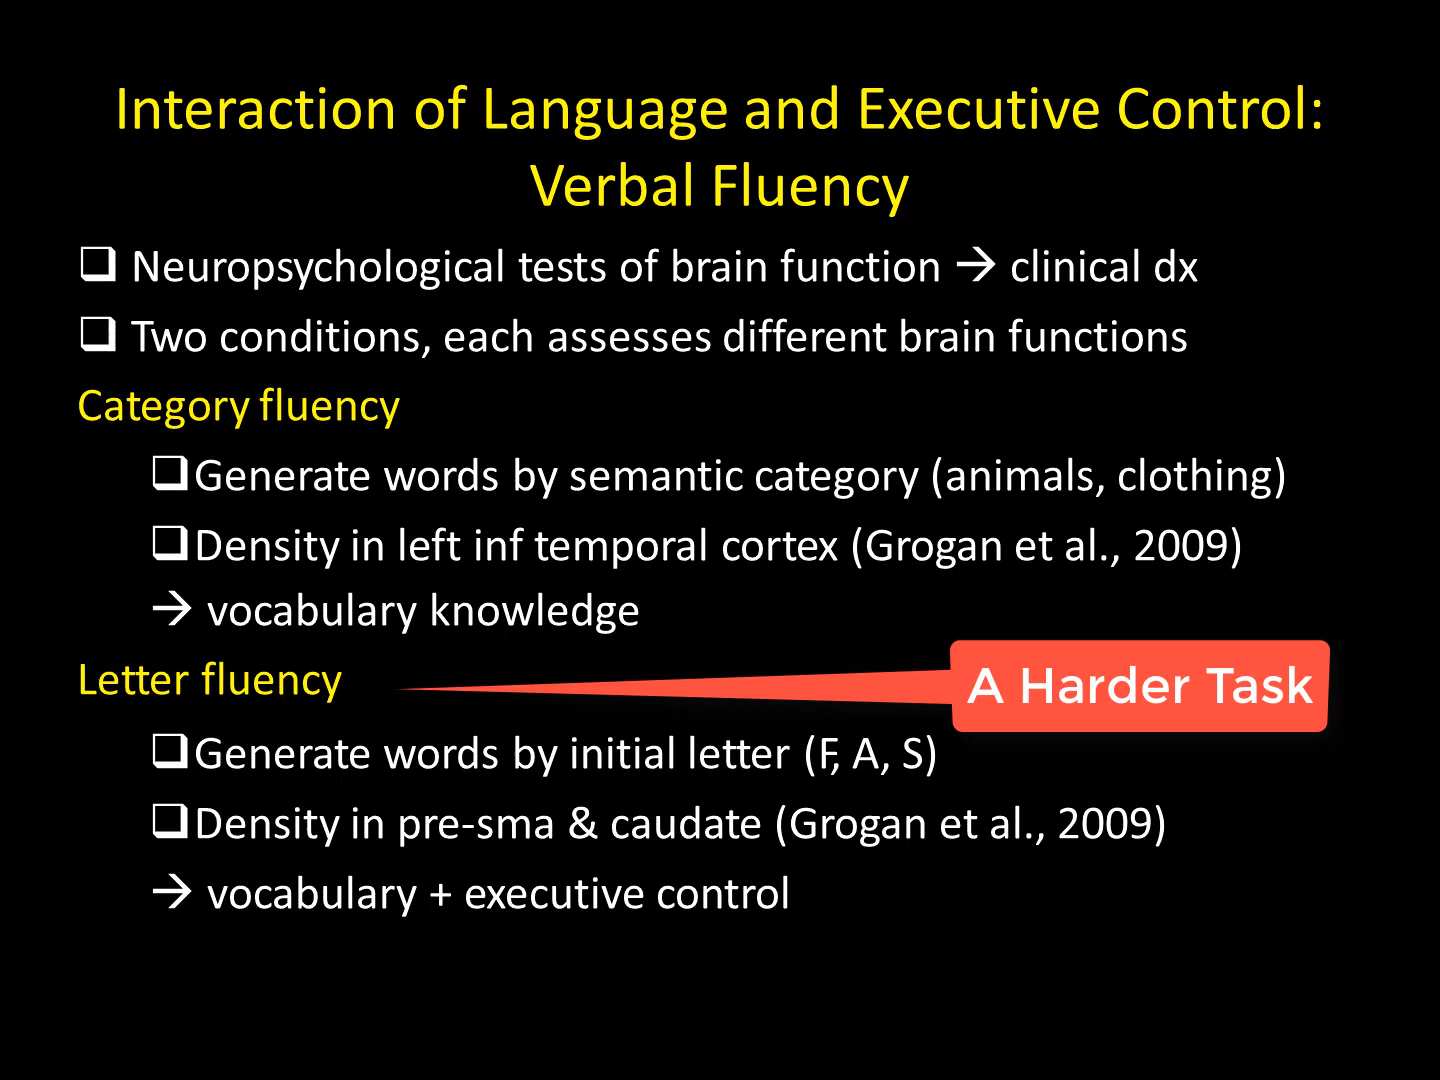 Interaction of Language and Executive Control:
Verbal Fluency
❑ Neuropsychological tests of brain function → clinical dx
❑ Two conditions, each assesses different brain functions
Category fluency
❑Generate words by semantic category (animals, clothing)
❑Density in left inf temporal cortex (Grogan et al., 2009)
→ vocabulary knowledge
Letter fluency
A Harder Task
❑Generate words by initial letter (F, A, S)
❑Density in pre-sma & caudate (Grogan et al., 2009)
→ vocabulary + executive control